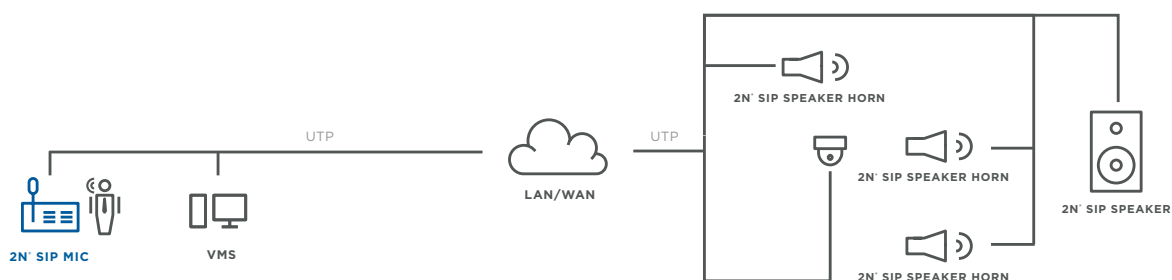 UTP
UTP
2N® SIP SPEAKER HORN
LAN/WAN
2N® SIP SPEAKER HORN
2N® SIP SPEAKER
2N® SIP MIC
VMS
2N® SIP SPEAKER HORN